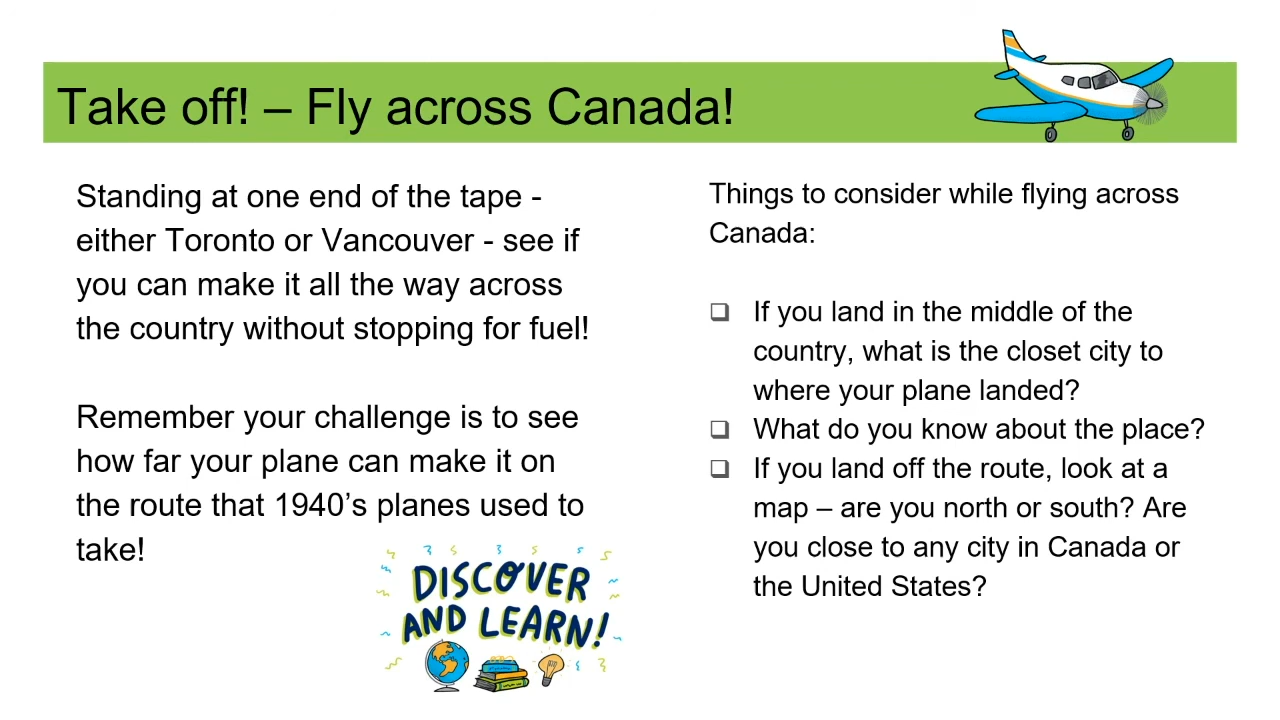 Take off! – Fly across Canada!
Standing at one end of the tape -
either Toronto or Vancouver - see if
you can make it all the way across
the country without stopping for fuel!
Remember your challenge is to see
how far your plane can make it on
the route that 1940’s planes used to
take!
DISCOVER
AND LEARN!
Things to consider while flying across
Canada:
❑ If you land in the middle of the
country, what is the closet city to
where your plane landed?
❑ What do you know about the place?
❑ If you land off the route, look at a
map – are you north or south? Are
you close to any city in Canada or
the United States?